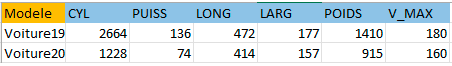 Modele CYL PUISS LONG LARG POIDS V_MAX
Voiture19 2664 136 472 177 1410 180
Voiture20 1228 74 414 157 915 160